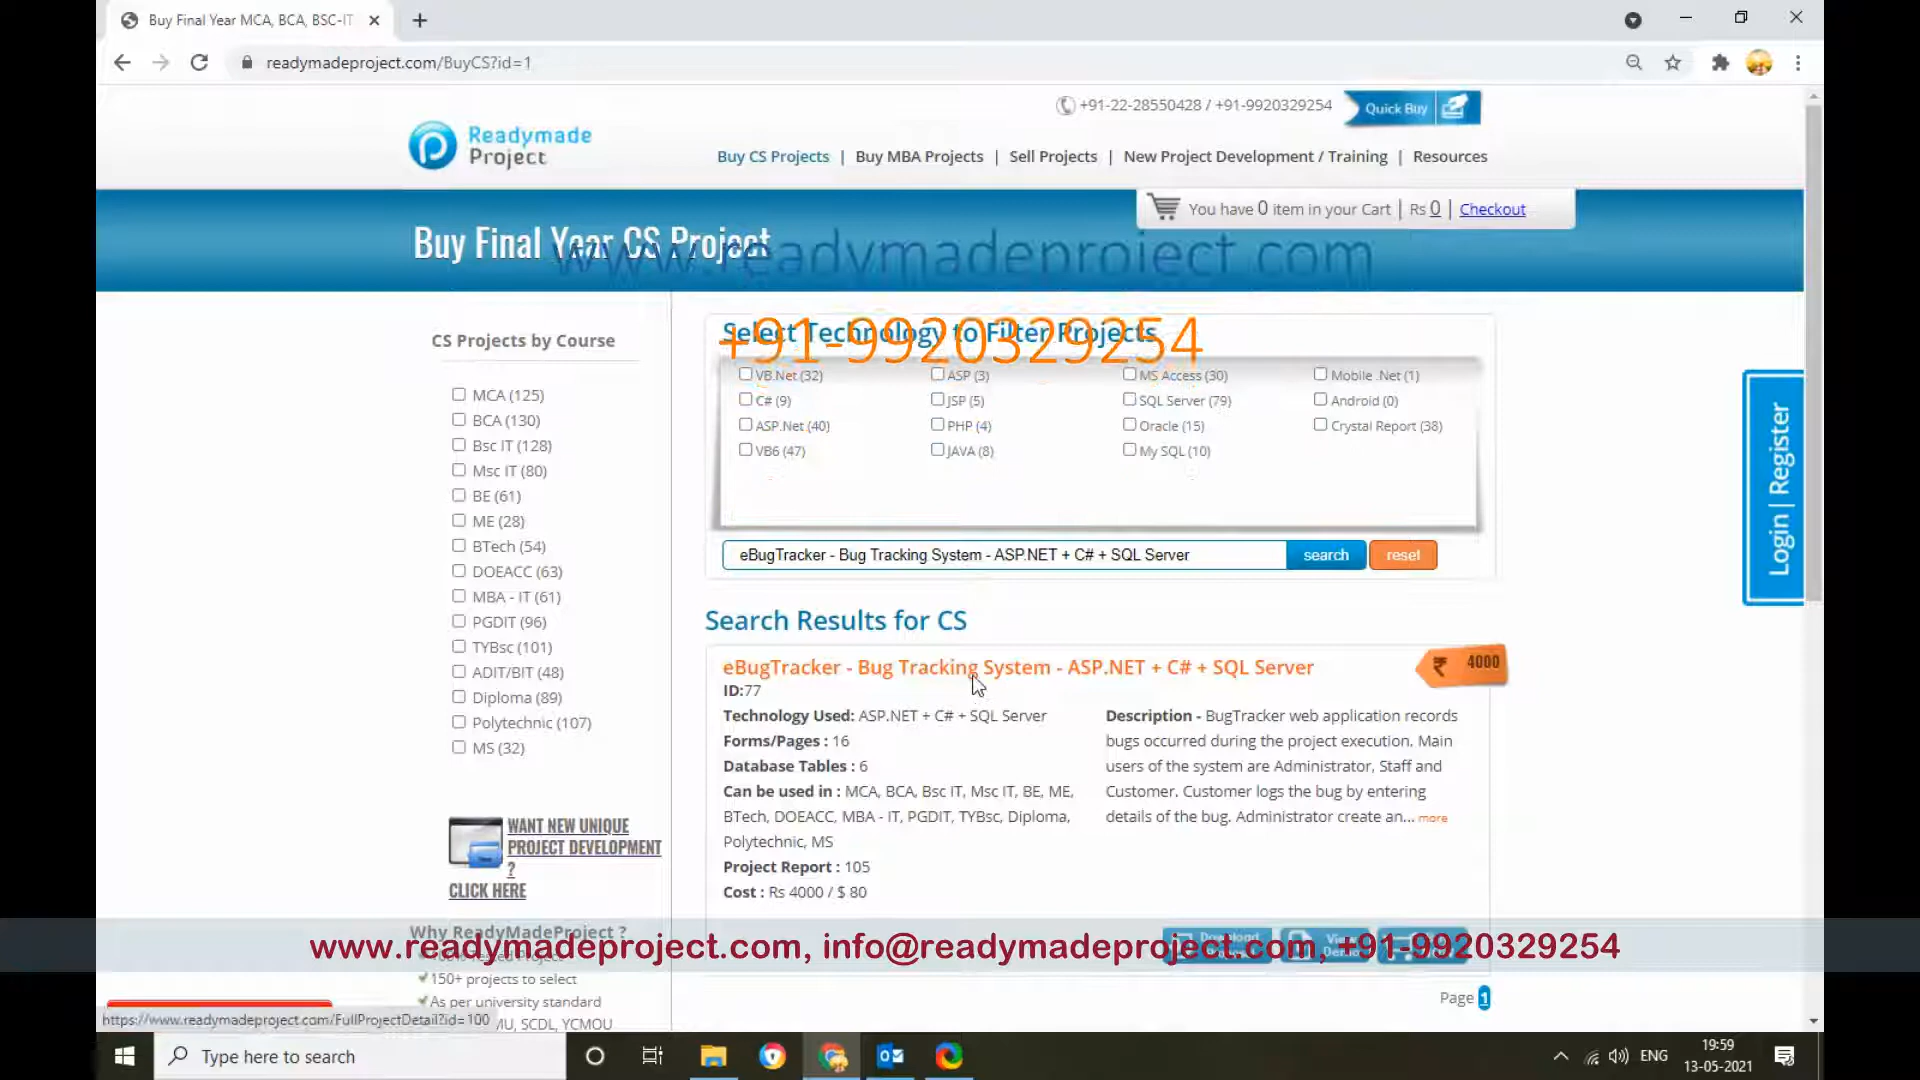 Buy Final Year MCA, BCA, BSC-IT
readymadeproject.com/BuyCS?id=1
+91-22-28550428 / +91-9920329254
Quick Buy
Readymade
Project
Buy CS Projects | Buy MBA Projects | Sell Projects | New Project Development / Training | Resources
You have 0 item in your Cart | Rs 0 | Checkout
Buy Final Year CS Project
www.readymadeproject.com
Select Technology to Filter Projects
+91-9920329254
CS Projects by Course
MCA (125)
BCA (130)
Bsc IT (128)
Msc IT (80)
BE (61)
ME (28)
BTech (54)
DOEACC (63)
MBA - IT (61)
PGDIT (96)
TYBsc (101)
ADIT/BIT (48)
Diploma (89)
Polytechnic (107)
MS (32)
VB.Net (32)
ASP (3)
MS Access (30)
Mobile .Net (1)
C# (9)
JSP (5)
SQL Server (79)
Android (0)
ASP.Net (40)
PHP (4)
Oracle (15)
Crystal Report (38)
VB6 (47)
JAVA (8)
My SQL (10)
eBugTracker - Bug Tracking System - ASP.NET + C# + SQL Server
search
reset
Login | Register
Search Results for CS
eBugTracker - Bug Tracking System - ASP.NET + C# + SQL Server
₹ 4000
ID:77
Technology Used: ASP.NET + C# + SQL Server
Forms/Pages : 16
Database Tables : 6
Can be used in : MCA, BCA, Bsc IT, Msc IT, BE, ME,
BTech, DOEACC, MBA - IT, PGDIT, TYBsc, Diploma,
Polytechnic, MS
Project Report : 105
Cost : Rs 4000 / $ 80
Description - BugTracker web application records
bugs occurred during the project execution. Main
users of the system are Administrator, Staff and
Customer. Customer logs the bug by entering
details of the bug. Administrator create an... more
WANT NEW UNIQUE
PROJECT DEVELOPMENT
?
CLICK HERE
Why ReadyMadeProject ?
www.readymadeproject.com, info@readymadeproject.com, +91-9920329254
150+ projects to select
As per university standard
MU, SCDL, YCMOU
Page 1
https://www.readymadeproject.com/FullProjectDetail?id=100
Type here to search
ENG
19:59
13-05-2021